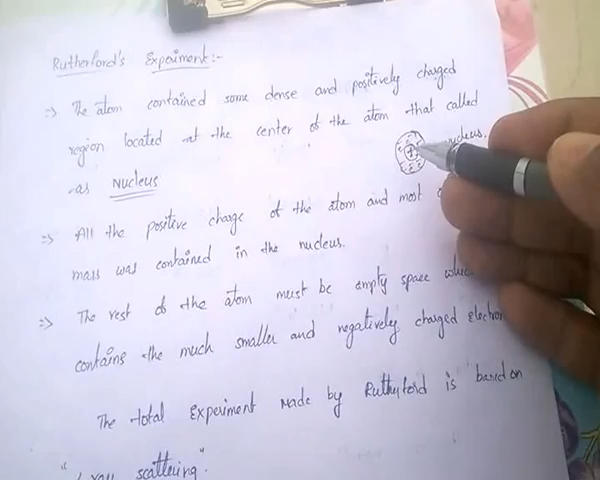 Rutherford's Expeiment:-
=> The atom contained some dense and positively charged
region located at the center of the atom that called
nucleus.
as Nucleus
=> All the positive charge of the atom and most
mass was contained in the nucleus.
=> The rest of the atom must be empty space
contains the much smaller and negatively charged electron
The total Experiment made by Rutherford is based on
scattering".